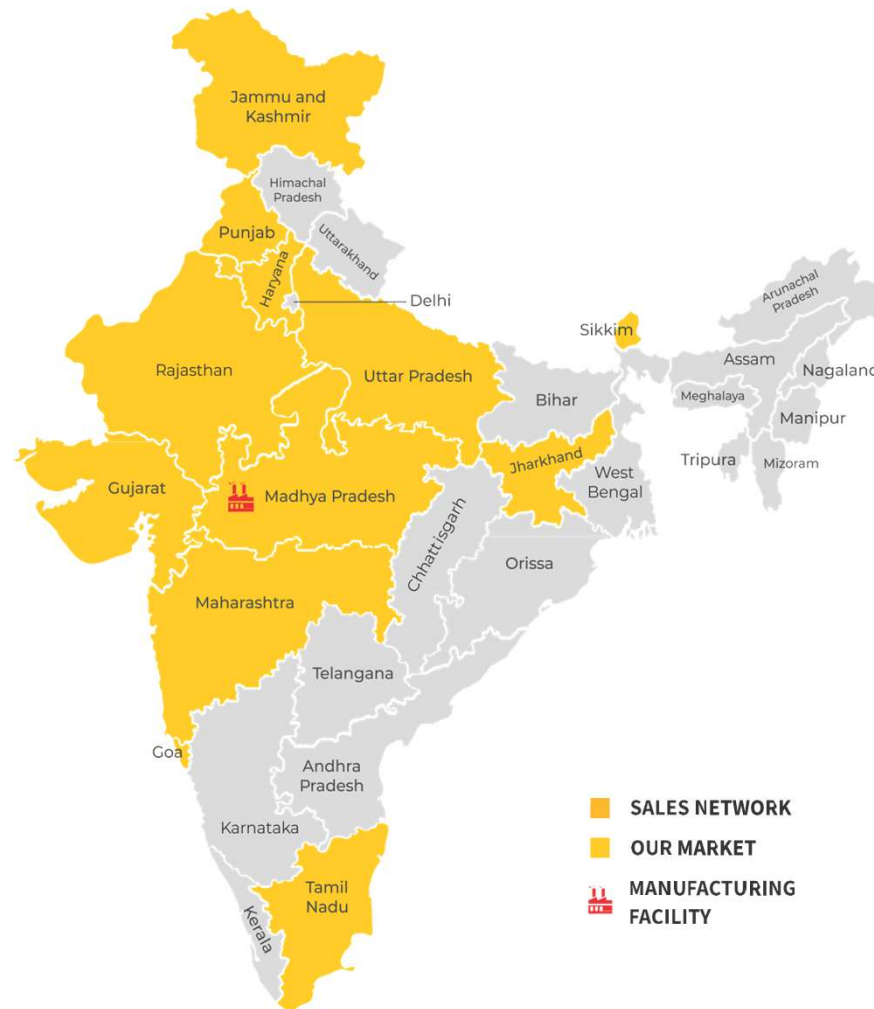 Jammu and
Kashmir
Himachal
Pradesh
Punjab
Uttarakhand
Haryana
Delhi
Arunachal
Pradesh
Sikkim
Assam
Rajasthan
Uttar Pradesh
Nagaland
Bihar
Meghalaya
Manipur
Jharkhand
Tripura
Mizoram
West
Bengal
Gujarat
Madhya Pradesh
Chhattisgarh
Orissa
Maharashtra
Telangana
Goa
Andhra
Pradesh
Karnataka
Tamil
Nadu
Kerala
SALES NETWORK
OUR MARKET
MANUFACTURING
FACILITY